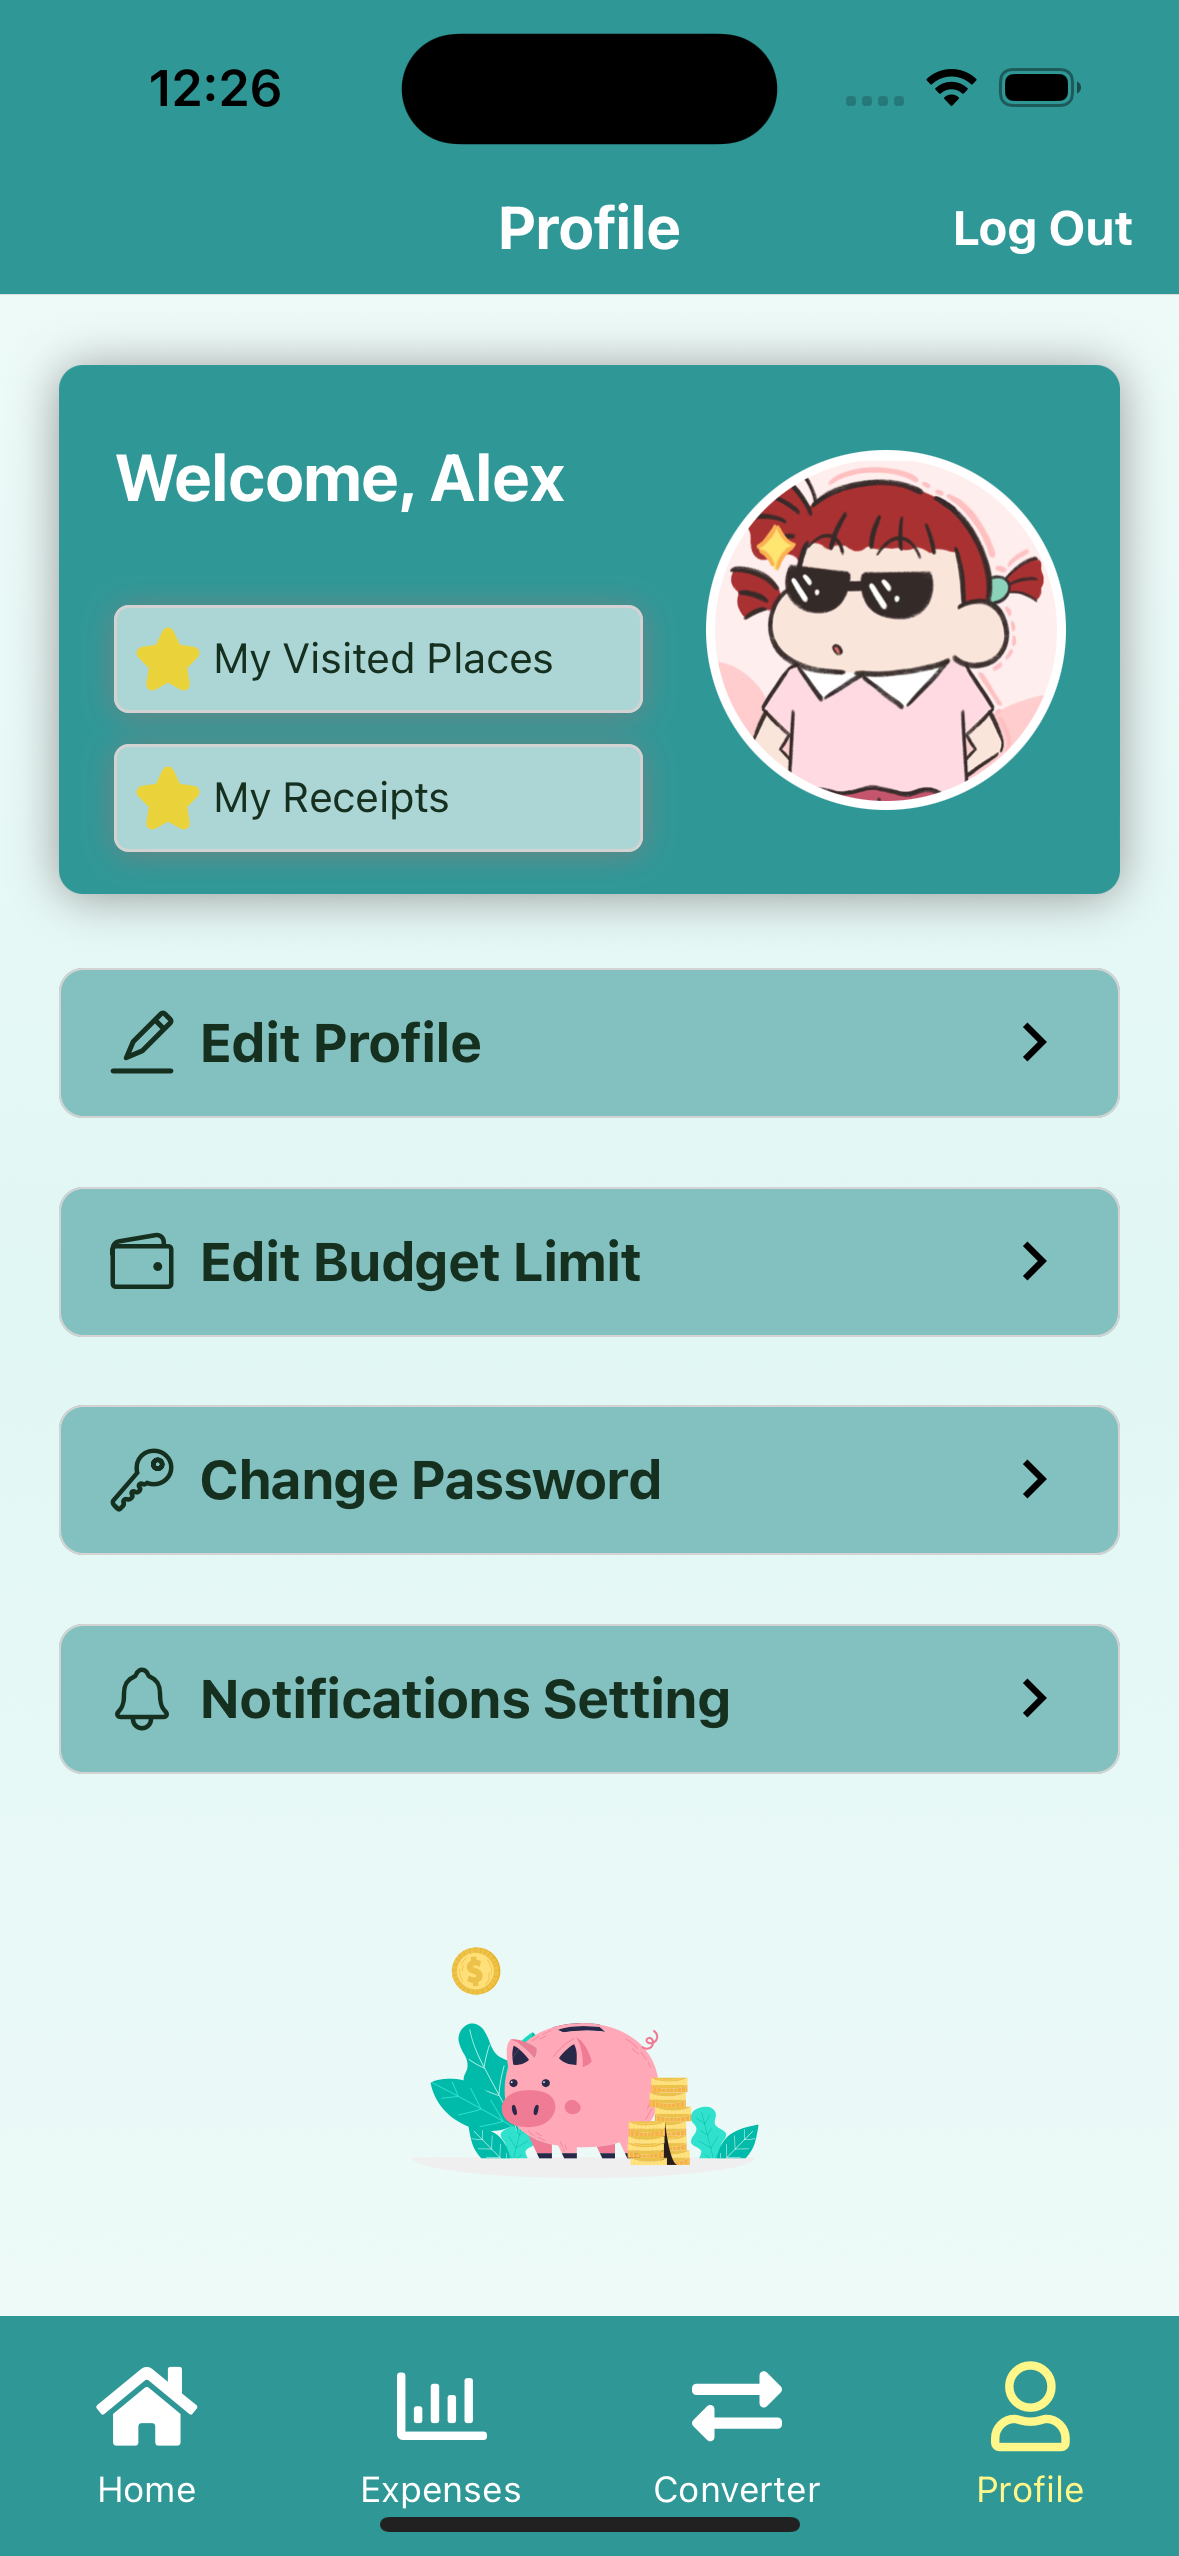 12:26
Profile
Log Out
Welcome, Alex
My Visited Places
My Receipts
Edit Profile
Edit Budget Limit
Change Password
Notifications Setting
$
Home
Expenses
Converter
Profile